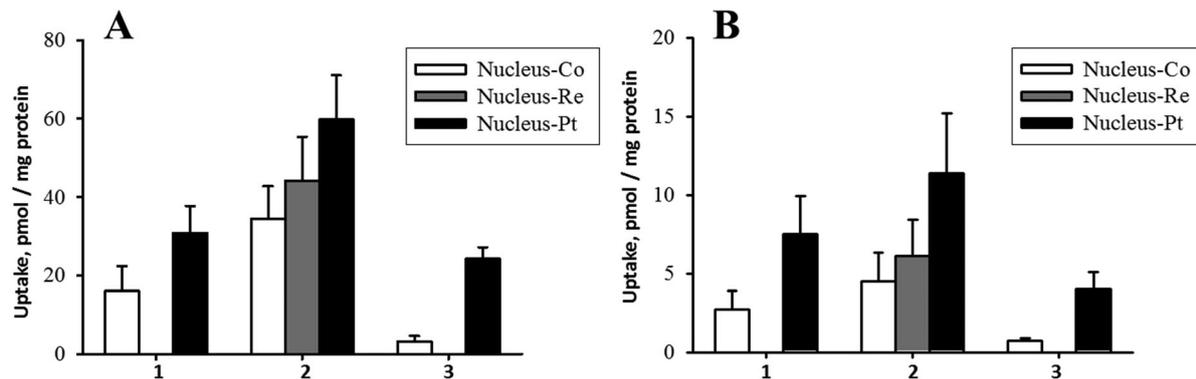 A
Uptake, pmol / mg protein
80
60
40
20
0
Nucleus-Co
Nucleus-Re
Nucleus-Pt
1 2 3
B
Uptake, pmol / mg protein
20
15
10
5
0
Nucleus-Co
Nucleus-Re
Nucleus-Pt
1 2 3